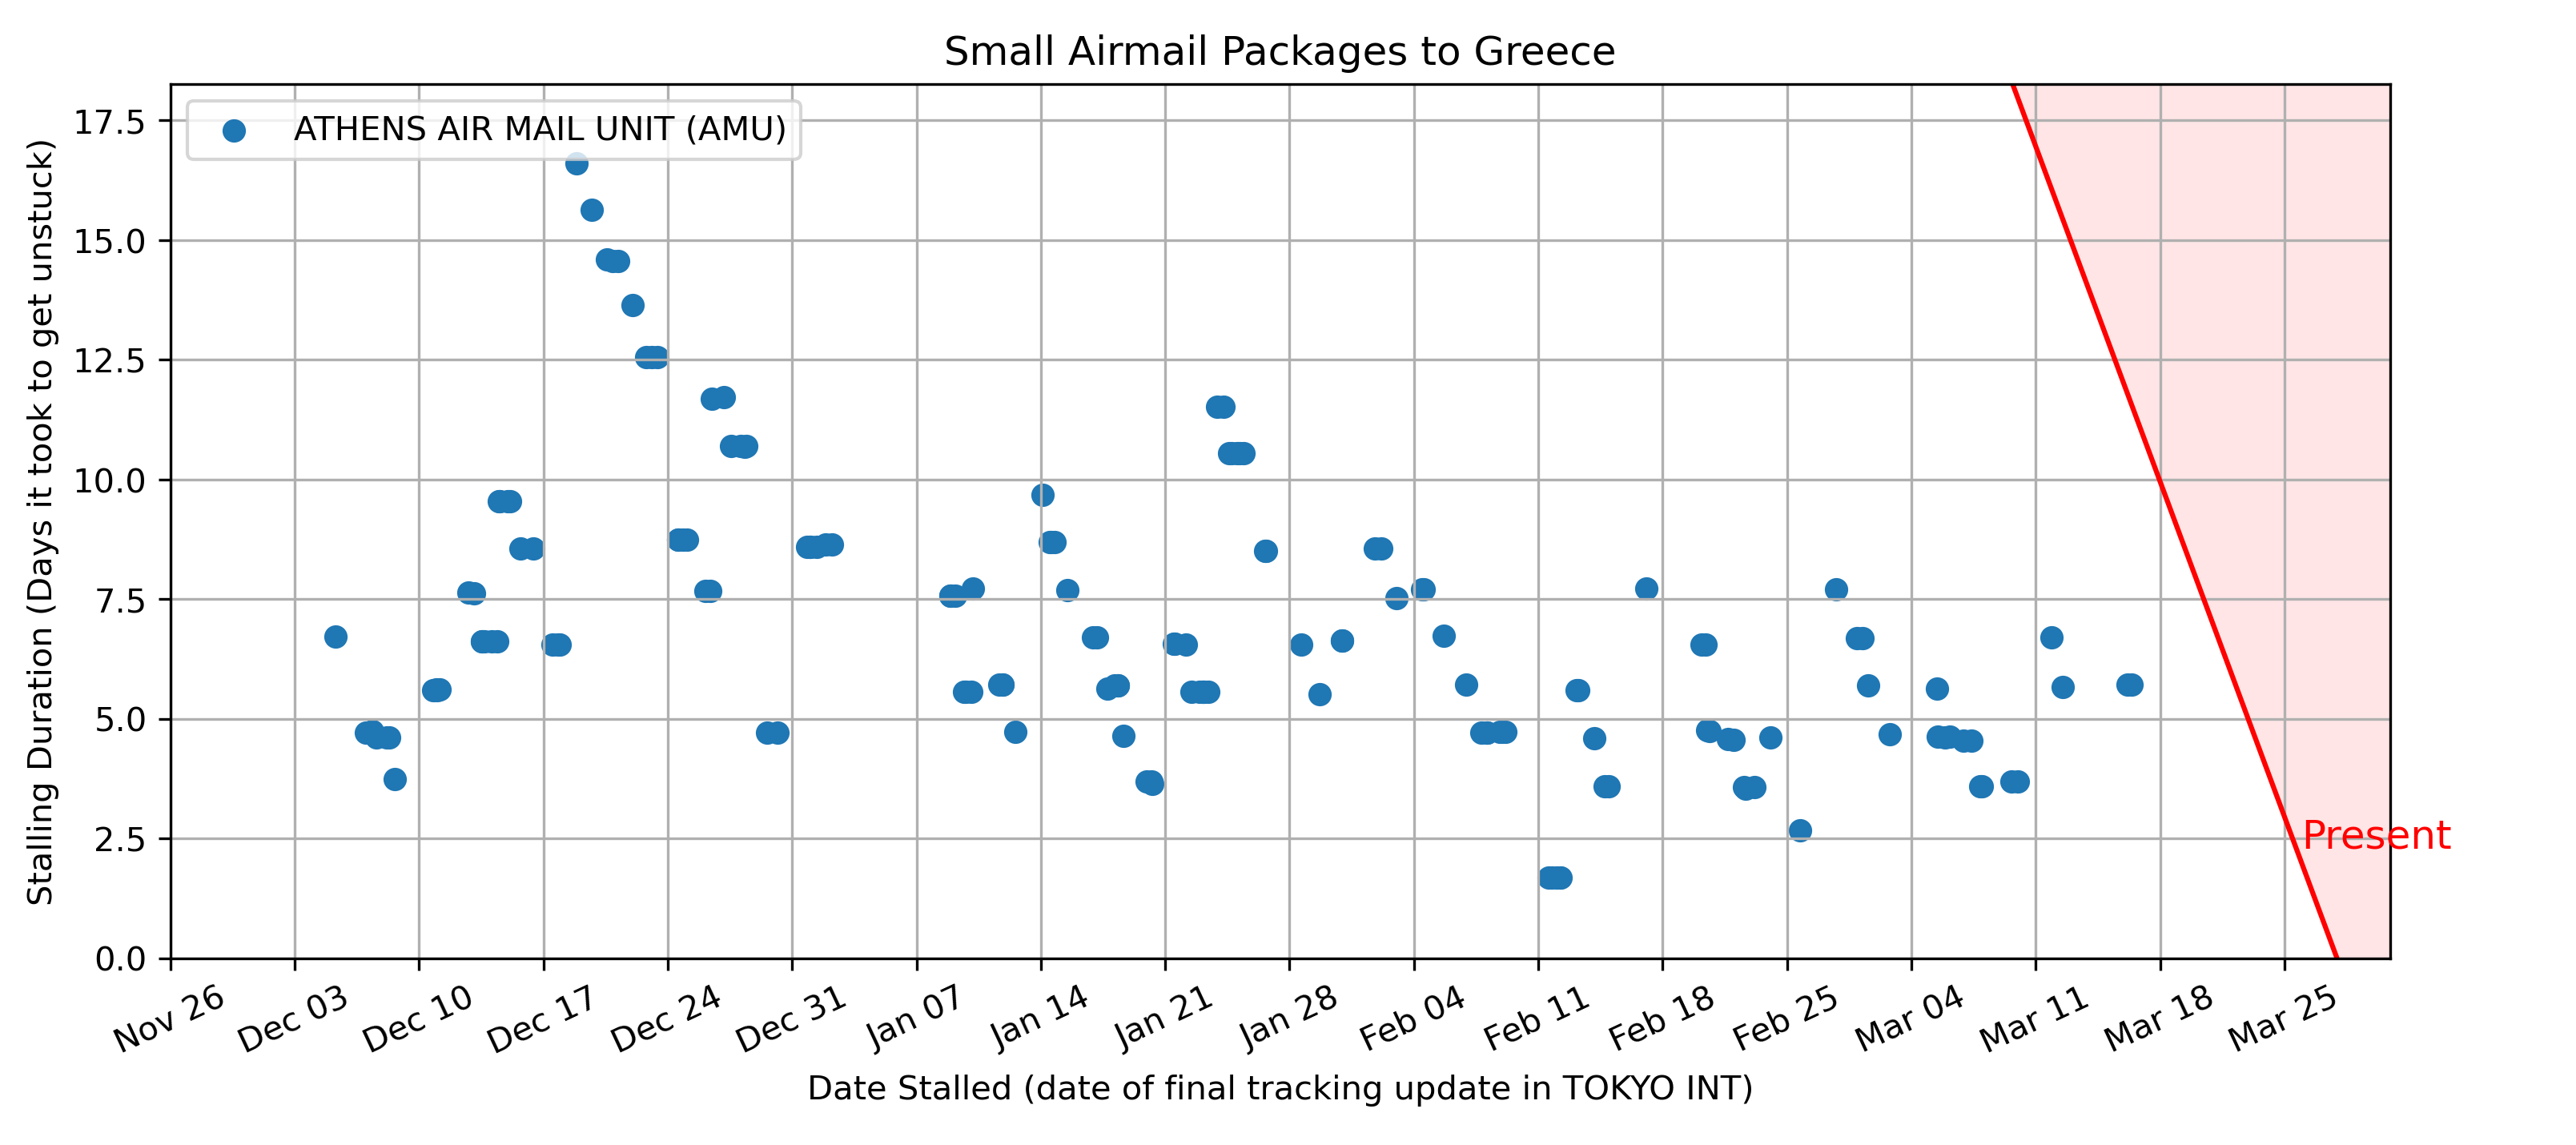 Small Airmail Packages to Greece
ATHENS AIR MAIL UNIT (AMU)
Stalling Duration (Days it took to get unstuck)
17.5
15.0
12.5
10.0
7.5
5.0
2.5
0.0
Present
Nov 26
Dec 03
Dec 10
Dec 17
Dec 24
Dec 31
Jan 07
Jan 14
Jan 21
Jan 28
Feb 04
Feb 11
Feb 18
Feb 25
Mar 04
Mar 11
Mar 18
Mar 25
Date Stalled (date of final tracking update in TOKYO INT)